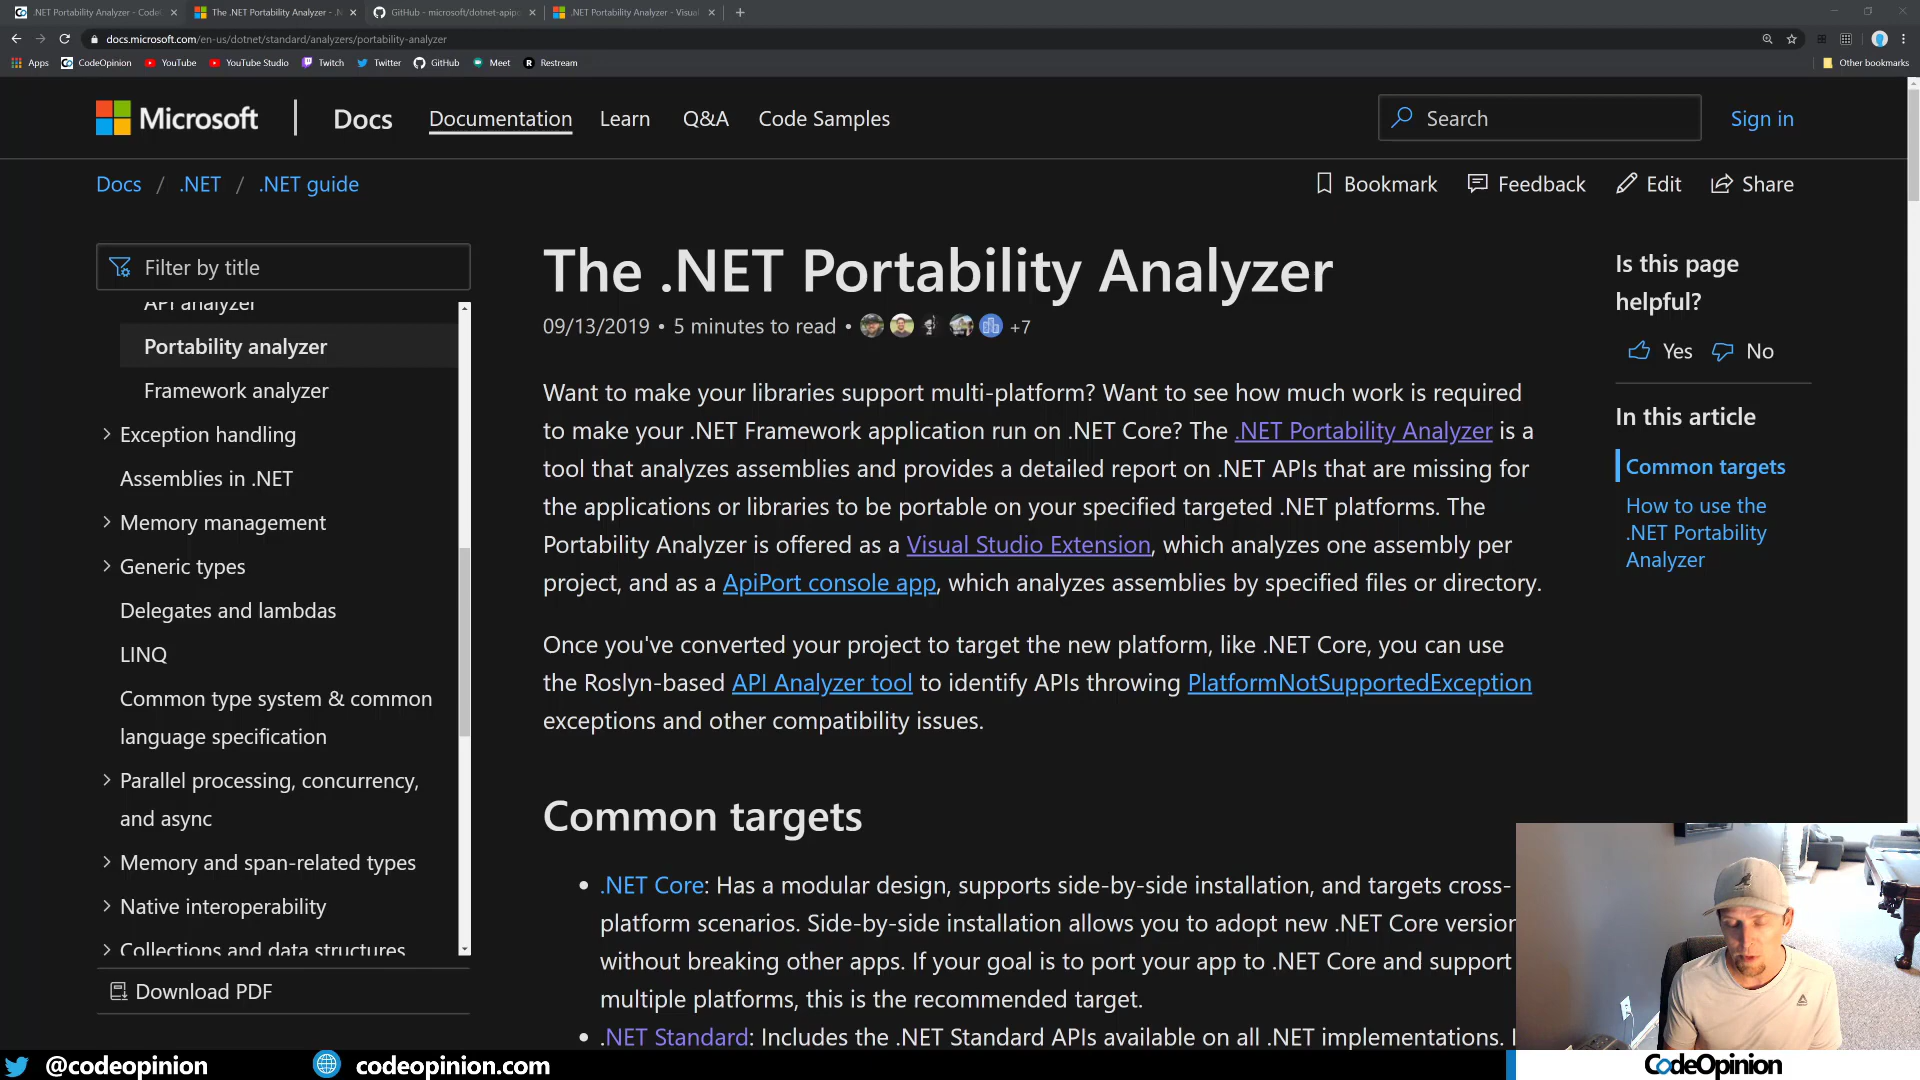 .NET Portability Analyzer - Code
The .NET Portability Analyzer - .N
GitHub - microsoft/dotnet-apipo
.NET Portability Analyzer - Visual
docs.microsoft.com/en-us/dotnet/standard/analyzers/portability-analyzer
Apps CodeOpinion YouTube YouTube Studio Twitch Twitter GitHub Meet Restream Other bookmarks
Microsoft Docs Documentation Learn Q&A Code Samples Search Sign in
Docs / .NET / .NET guide Bookmark Feedback Edit Share
Filter by title
API analyzer
Portability analyzer
Framework analyzer
Exception handling
Assemblies in .NET
Memory management
Generic types
Delegates and lambdas
LINQ
Common type system & common
language specification
Parallel processing, concurrency,
and async
Memory and span-related types
Native interoperability
Collections and data structures
Download PDF
The .NET Portability Analyzer
09/13/2019 • 5 minutes to read • +7
Want to make your libraries support multi-platform? Want to see how much work is required
to make your .NET Framework application run on .NET Core? The .NET Portability Analyzer is a
tool that analyzes assemblies and provides a detailed report on .NET APIs that are missing for
the applications or libraries to be portable on your specified targeted .NET platforms. The
Portability Analyzer is offered as a Visual Studio Extension, which analyzes one assembly per
project, and as a ApiPort console app, which analyzes assemblies by specified files or directory.
Once you've converted your project to target the new platform, like .NET Core, you can use
the Roslyn-based API Analyzer tool to identify APIs throwing PlatformNotSupportedException
exceptions and other compatibility issues.
Common targets
• .NET Core: Has a modular design, supports side-by-side installation, and targets cross-
platform scenarios. Side-by-side installation allows you to adopt new .NET Core version
without breaking other apps. If your goal is to port your app to .NET Core and support
multiple platforms, this is the recommended target.
• .NET Standard: Includes the .NET Standard APIs available on all .NET implementations.
Is this page
helpful?
Yes No
In this article
Common targets
How to use the
.NET Portability
Analyzer
@codeopinion codeopinion.com
CodeOpinion